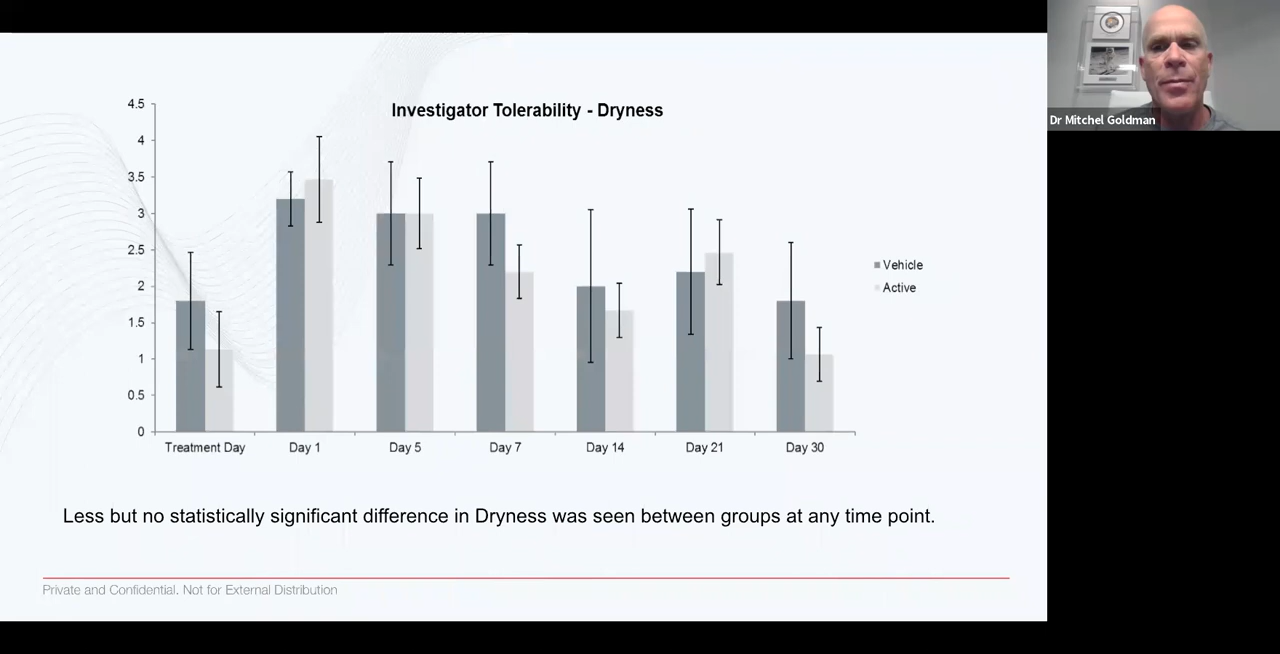 Investigator Tolerability - Dryness
4.5
4
3.5
3
2.5
2
1.5
1
0.5
0
Treatment Day
Day 1
Day 5
Day 7
Day 14
Day 21
Day 30
Vehicle
Active
Less but no statistically significant difference in Dryness was seen between groups at any time point.
Private and Confidential. Not for External Distribution
Dr Mitchel Goldman